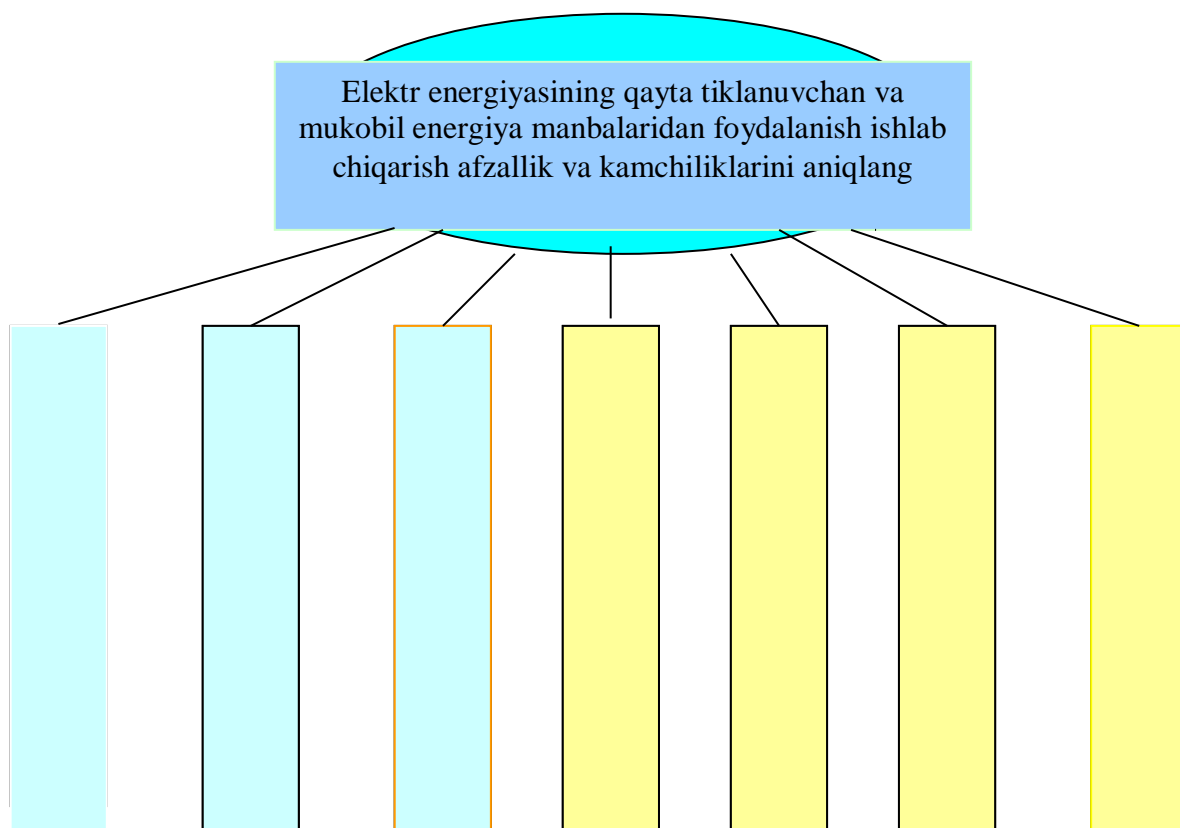 Elektr energiyasining qayta tiklanuvchan va
mukobil energiya manbalaridan foydalanish ishlab
chiqarish afzallik va kamchiliklarini aniqlang